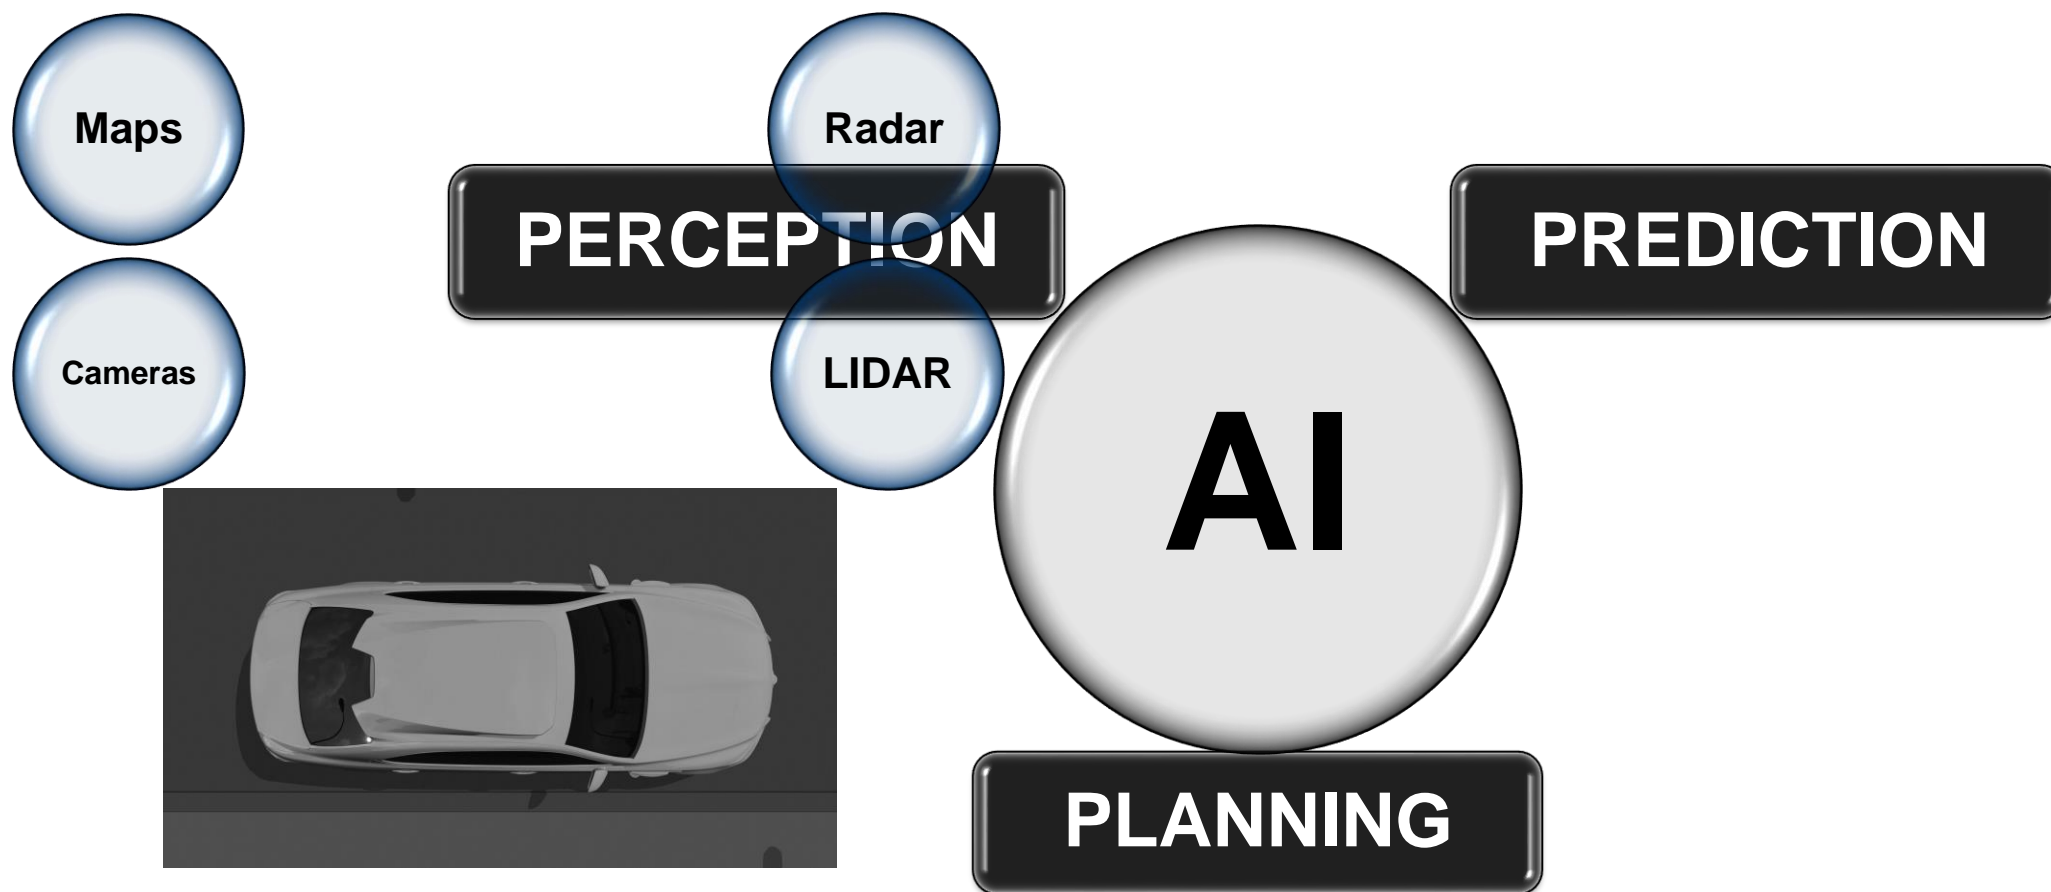 Maps
Radar
PERCEPTION
PREDICTION
Cameras
LIDAR
AI
PLANNING